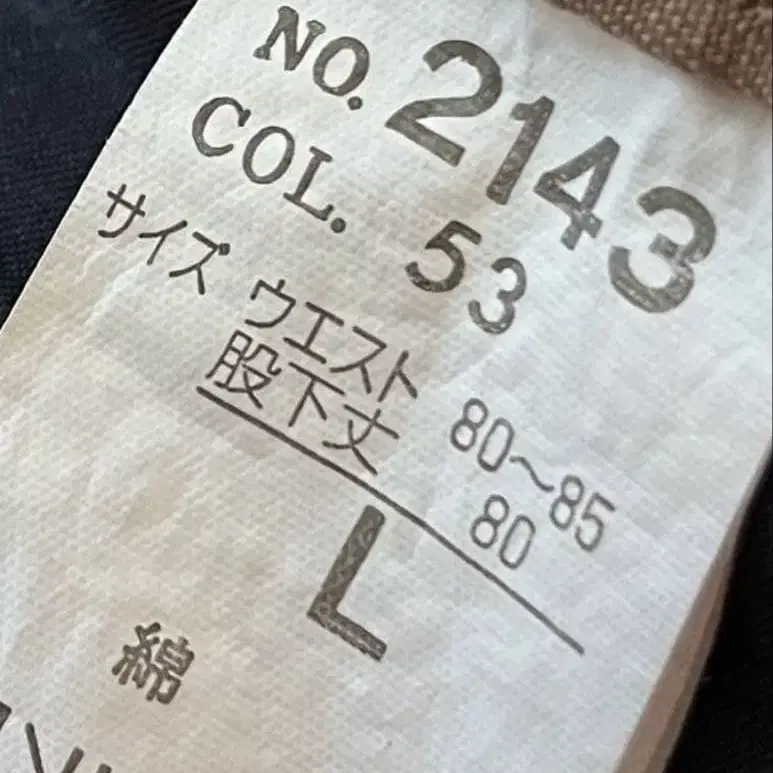 NO. 2143
COL. 53
サイズ ウエスト 80～85
股下丈 80
L
綿